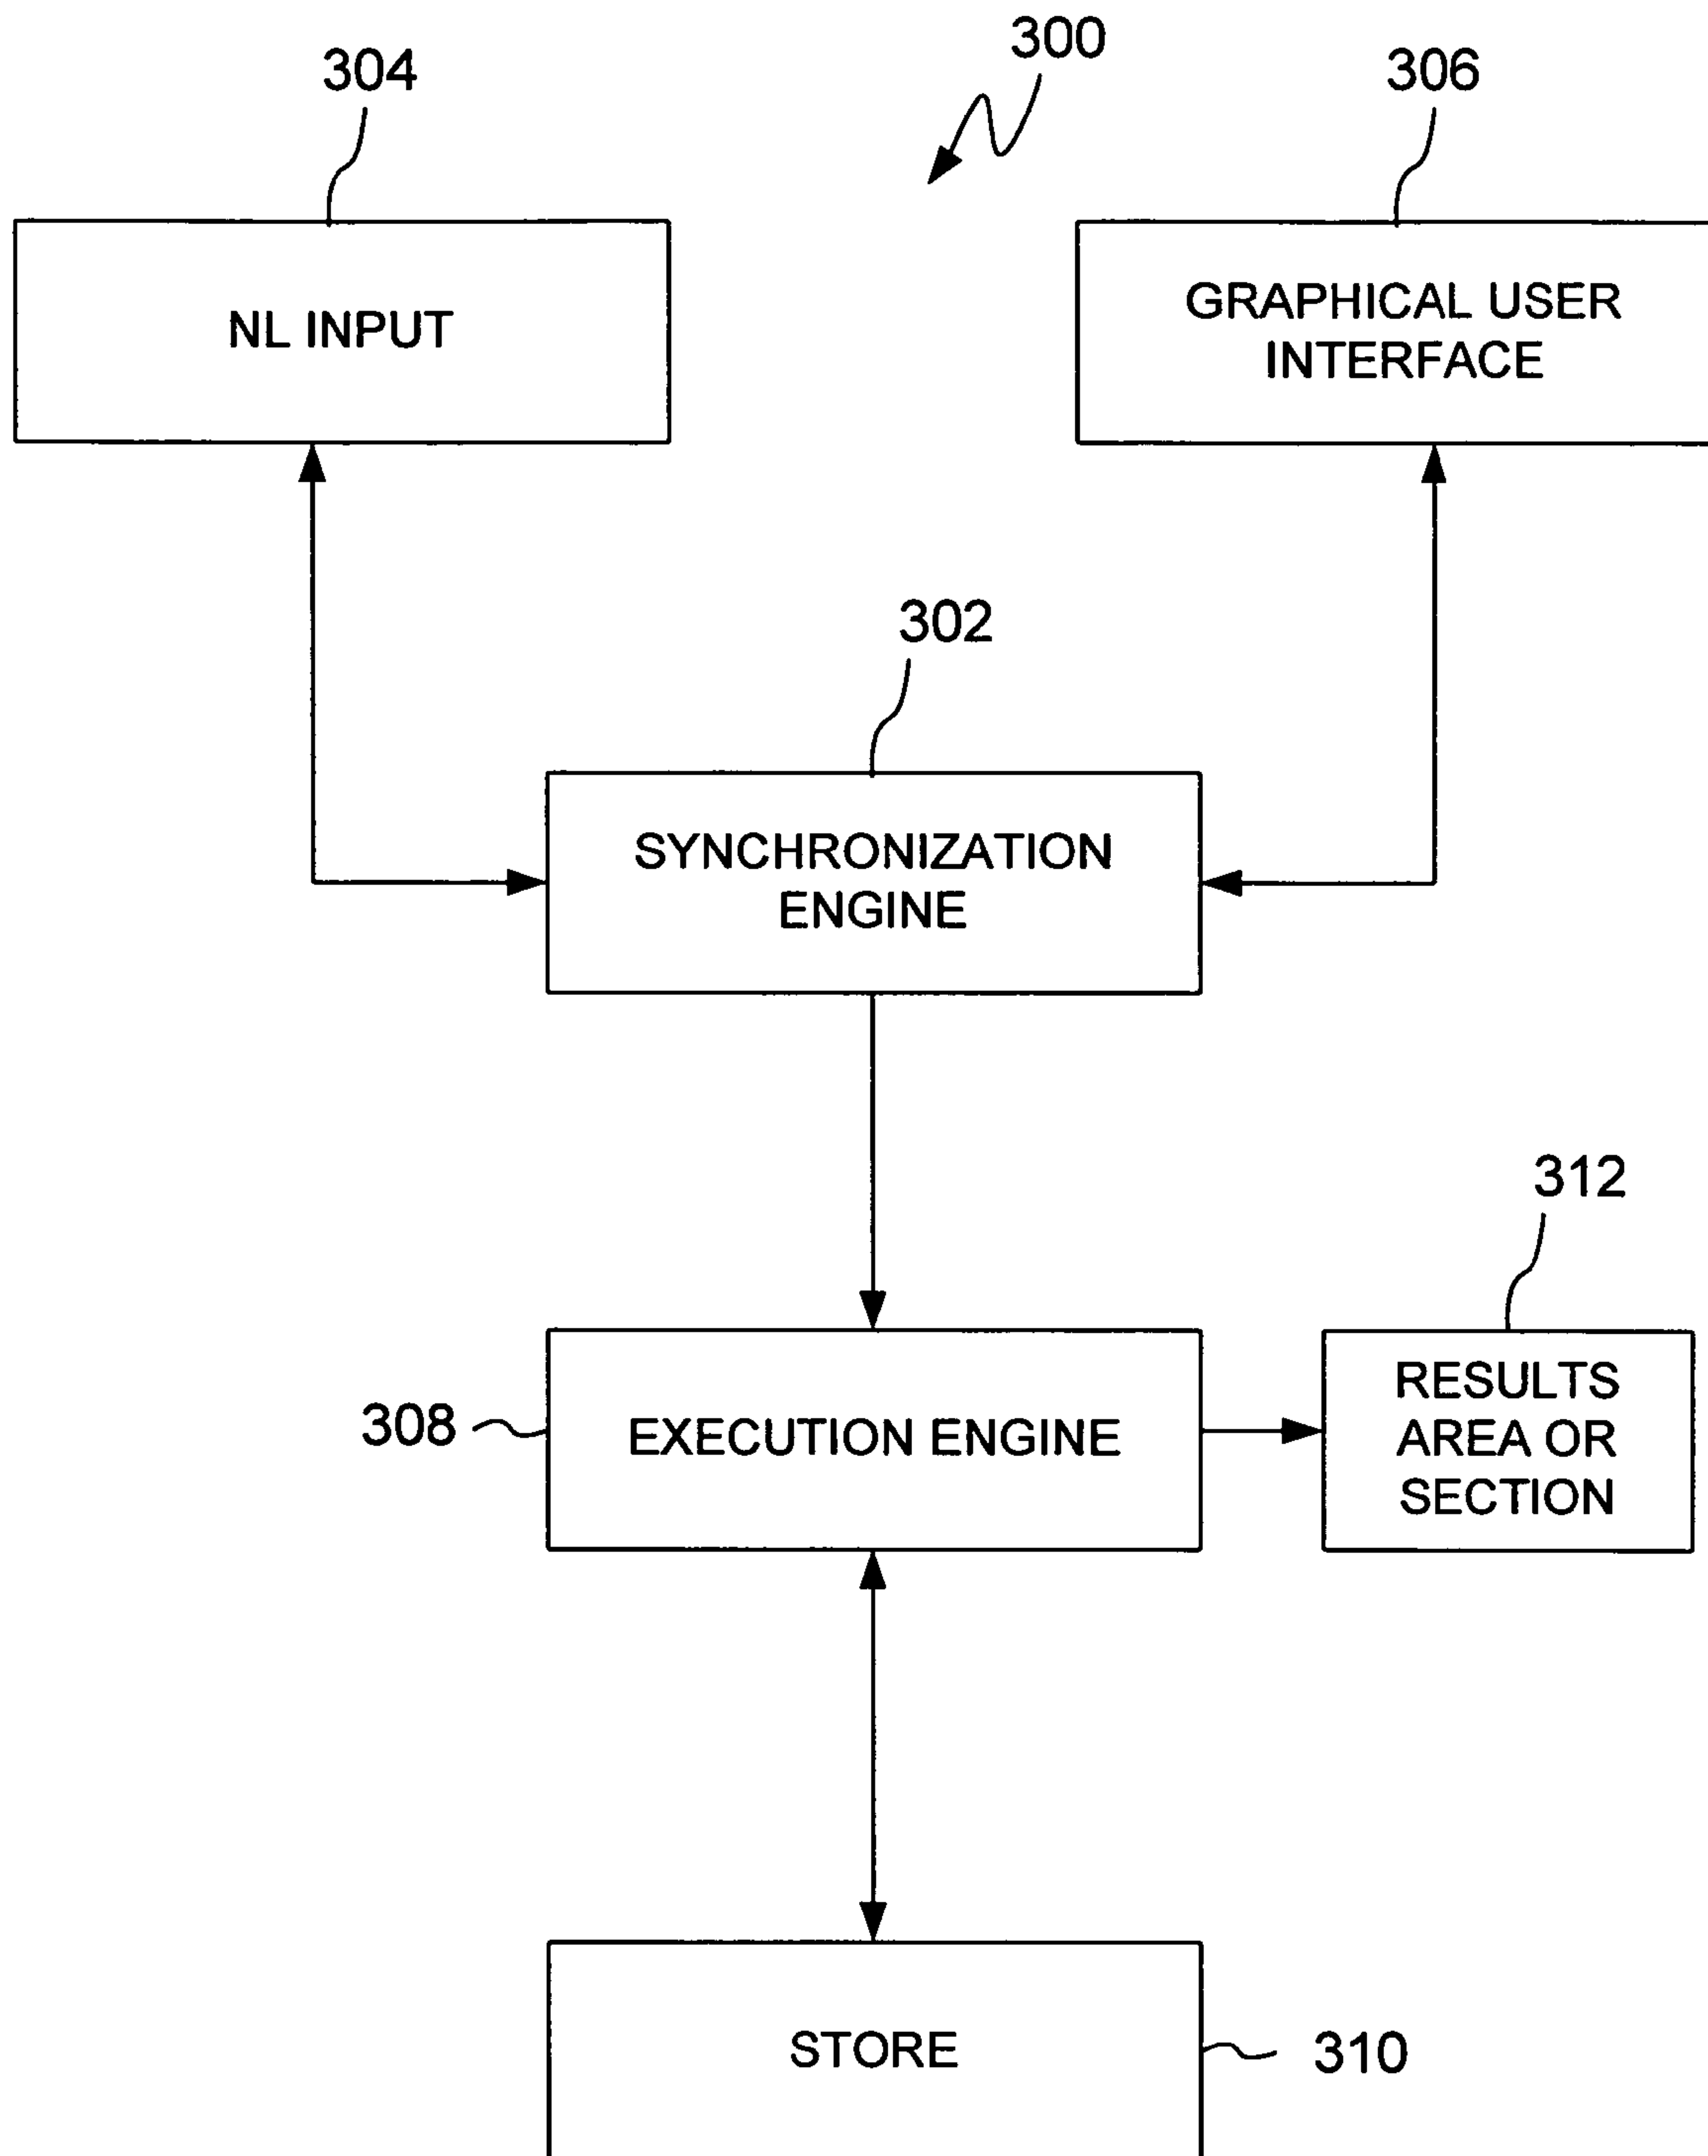 300
304
306
NL INPUT
GRAPHICAL USER
INTERFACE
302
SYNCHRONIZATION
ENGINE
312
308
EXECUTION ENGINE
RESULTS
AREA OR
SECTION
STORE
310